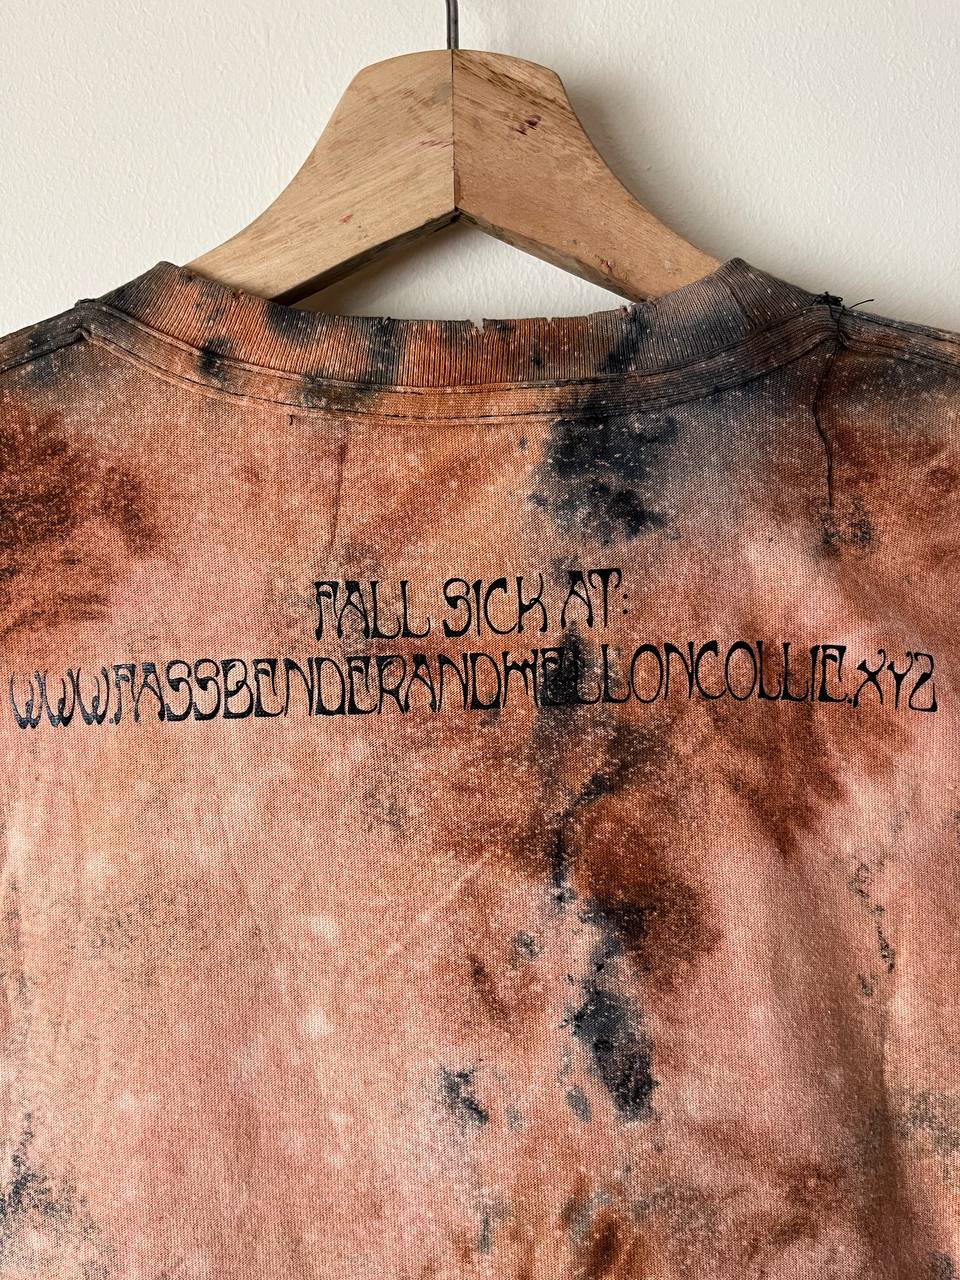 FALL SICK AT:
WWW.FASSBENDERANDMELLONCOLLIE.XYZ